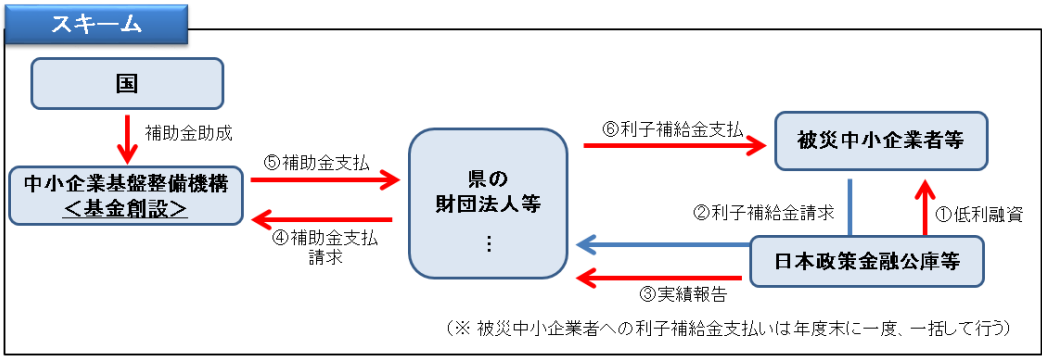 スキーム
国
補助金助成
中小企業基盤整備機構
＜基金創設＞
⑤補助金支払
④補助金支払
請求
県の
財団法人等
⋮
⑥利子補給金支払
被災中小企業者等
②利子補給金請求
①低利融資
日本政策金融公庫等
③実績報告
（※ 被災中小企業者への利子補給金支払いは年度末に一度、一括して行う）